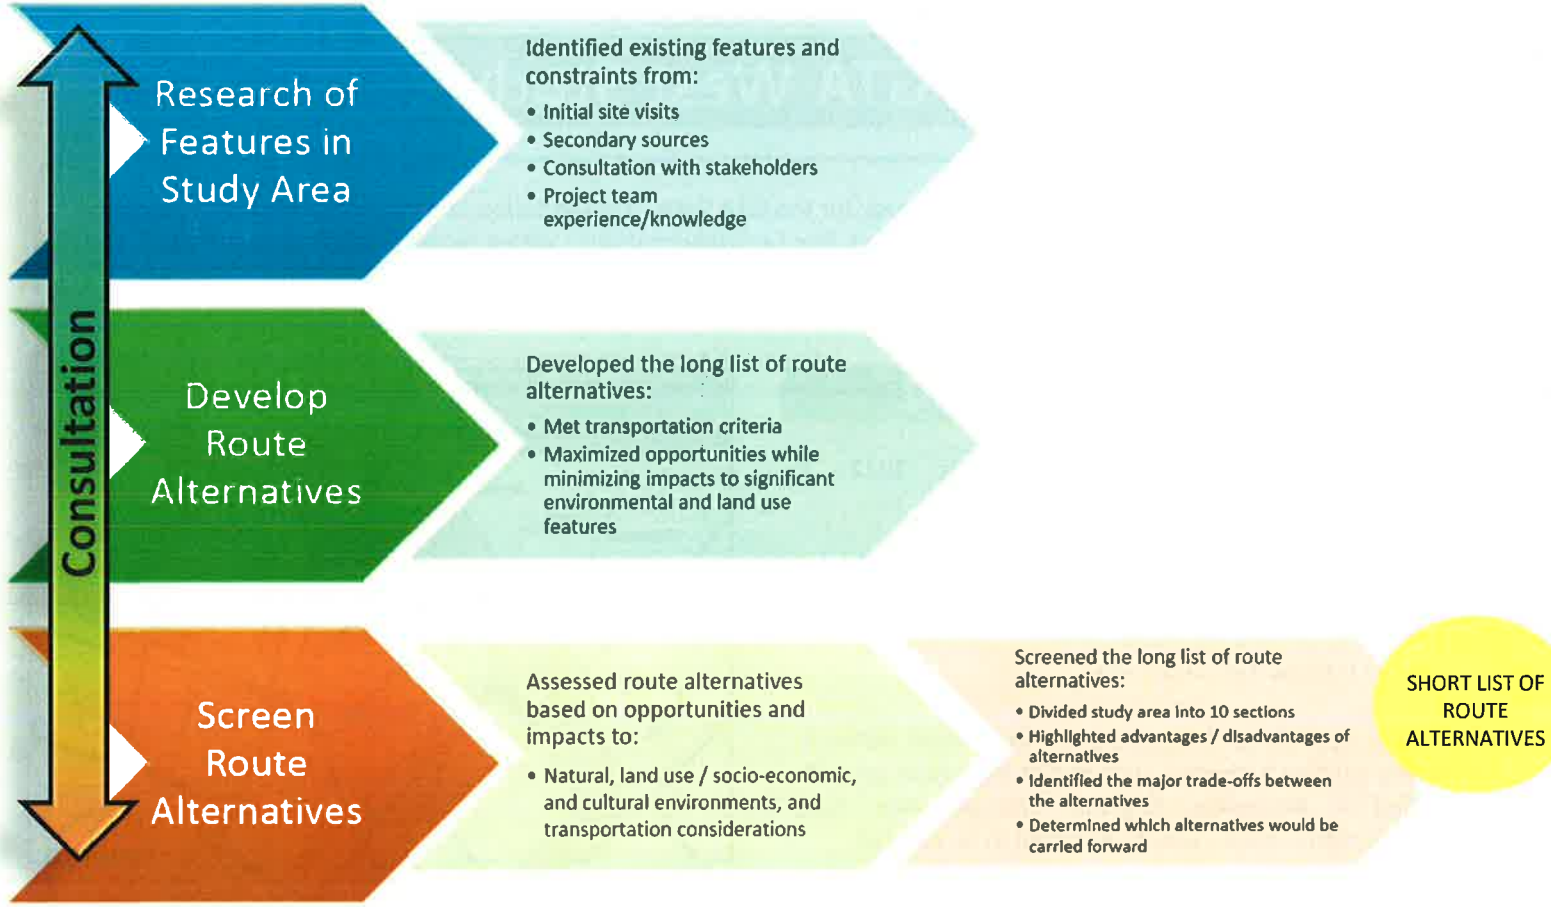 Consultation
Research of
Features in
Study Area
Identified existing features and
constraints from:
• Initial site visits
• Secondary sources
• Consultation with stakeholders
• Project team
experience/knowledge
Develop
Route
Alternatives
Developed the long list of route
alternatives:
• Met transportation criteria
• Maximized opportunities while
minimizing impacts to significant
environmental and land use
features
Screen
Route
Alternatives
Assessed route alternatives
based on opportunities and
impacts to:
• Natural, land use / socio-economic,
and cultural environments, and
transportation considerations
Screened the long list of route
alternatives:
• Divided study area into 10 sections
• Highlighted advantages / disadvantages of
alternatives
• Identified the major trade-offs between
the alternatives
• Determined which alternatives would be
carried forward
SHORT LIST OF
ROUTE
ALTERNATIVES